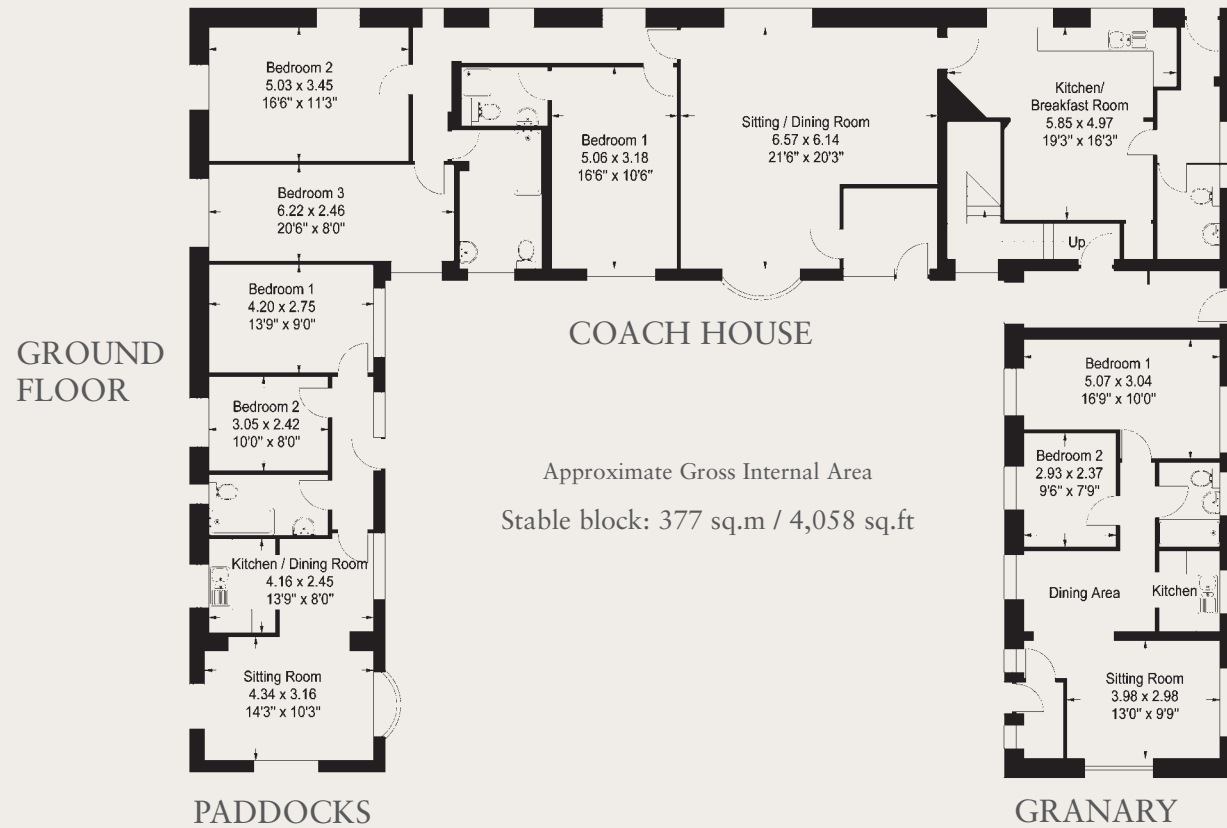 Bedroom 2
5.03 x 3.45
16'6" x 11'3"
Bedroom 1
5.06 x 3.18
16'6" x 10'6"
Sitting / Dining Room
6.57 x 6.14
21'6" x 20'3"
Kitchen/
Breakfast Room
5.85 x 4.97
19'3" x 16'3"
Bedroom 3
6.22 x 2.46
20'6" x 8'0"
Up
Bedroom 1
4.20 x 2.75
13'9" x 9'0"
COACH HOUSE
GROUND
FLOOR
Bedroom 2
3.05 x 2.42
10'0" x 8'0"
Bedroom 1
5.07 x 3.04
16'9" x 10'0"
Approximate Gross Internal Area
Stable block: 377 sq.m / 4,058 sq.ft
Bedroom 2
2.93 x 2.37
9'6" x 7'9"
Kitchen / Dining Room
4.16 x 2.45
13'9" x 8'0"
Dining Area
Kitchen
Sitting Room
4.34 x 3.16
14'3" x 10'3"
Sitting Room
3.98 x 2.98
13'0" x 9'9"
PADDOCKS
GRANARY